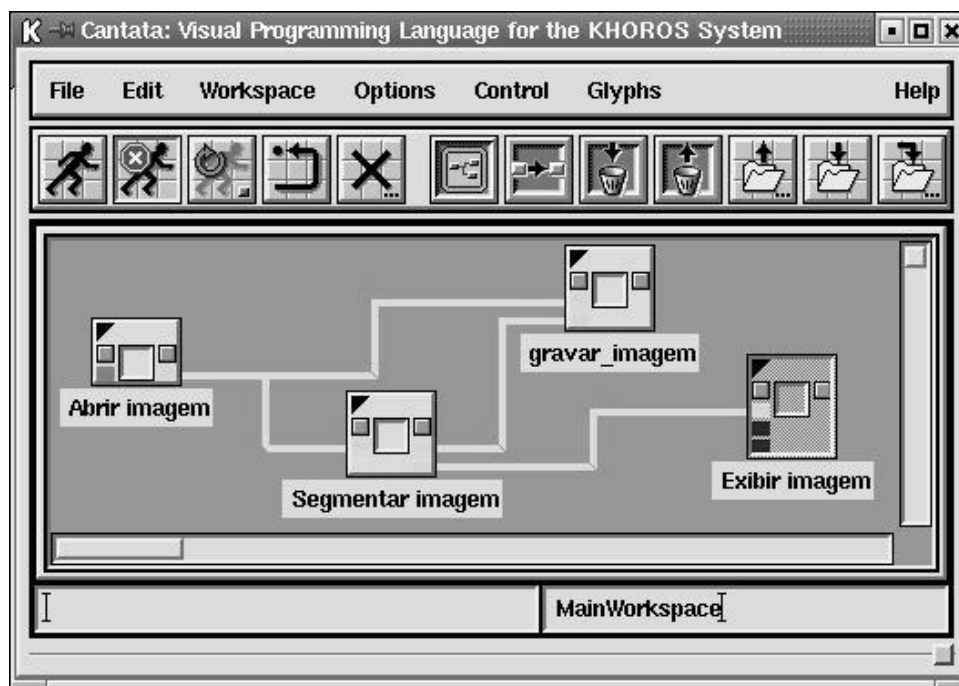 K Cantata: Visual Programming Language for the KHOROS System
File Edit Workspace Options Control Glyphs Help
gravar_imagem
Abrir imagem
Exibir imagem
Segmentar imagem
MainWorkspace